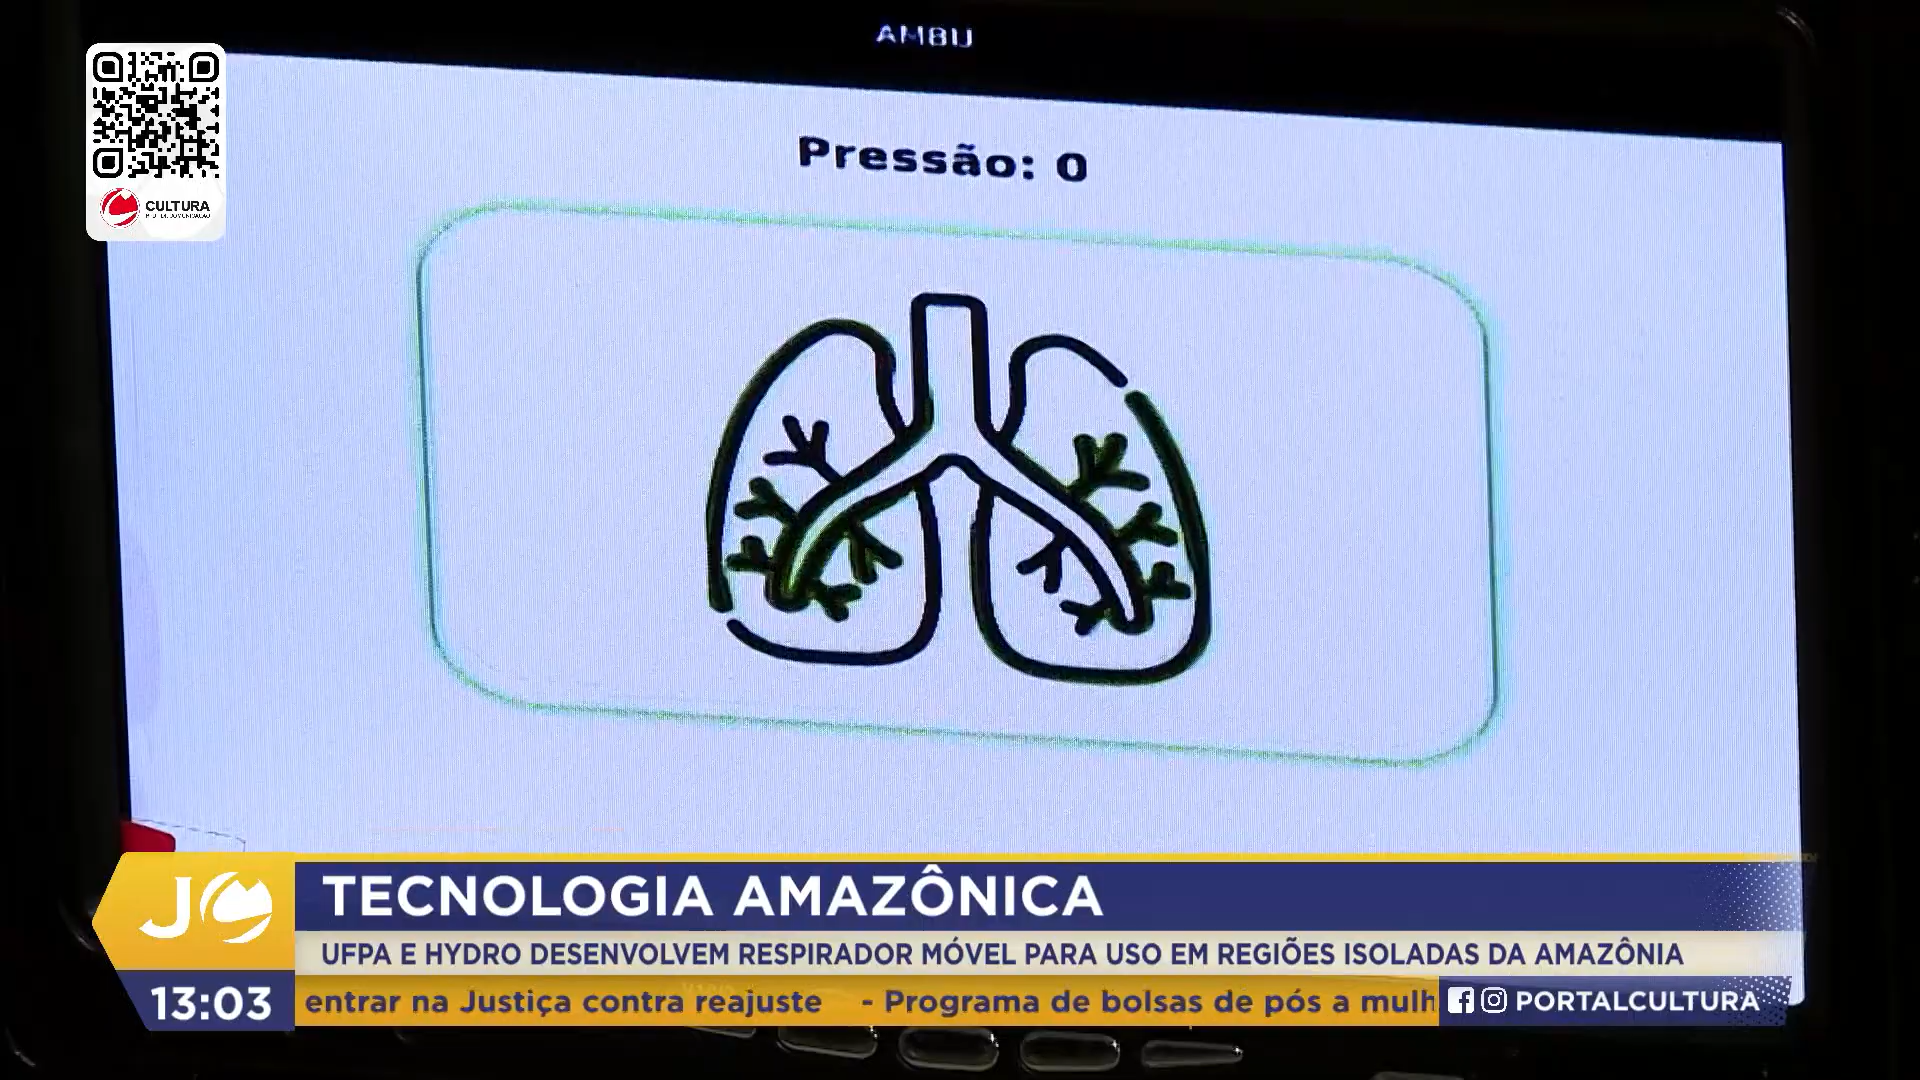 AMBU
Pressão: 0
CULTURA
TECNOLOGIA AMAZÔNICA
UFPA E HYDRO DESENVOLVEM RESPIRADOR MÓVEL PARA USO EM REGIÕES ISOLADAS DA AMAZÔNIA
13:03
entrar na Justiça contra reajuste - Programa de bolsas de pós a mulh
PORTALCULTURA